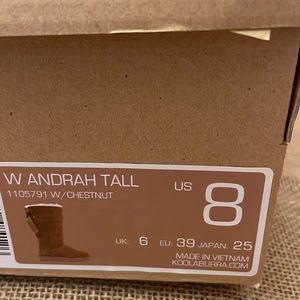 W ANDRAH TALL
1105791 W/CHESTNUT
US 8
UK: 6 EU: 39 JAPAN: 25
MADE IN VIETNAM
KOOLABURRA.COM